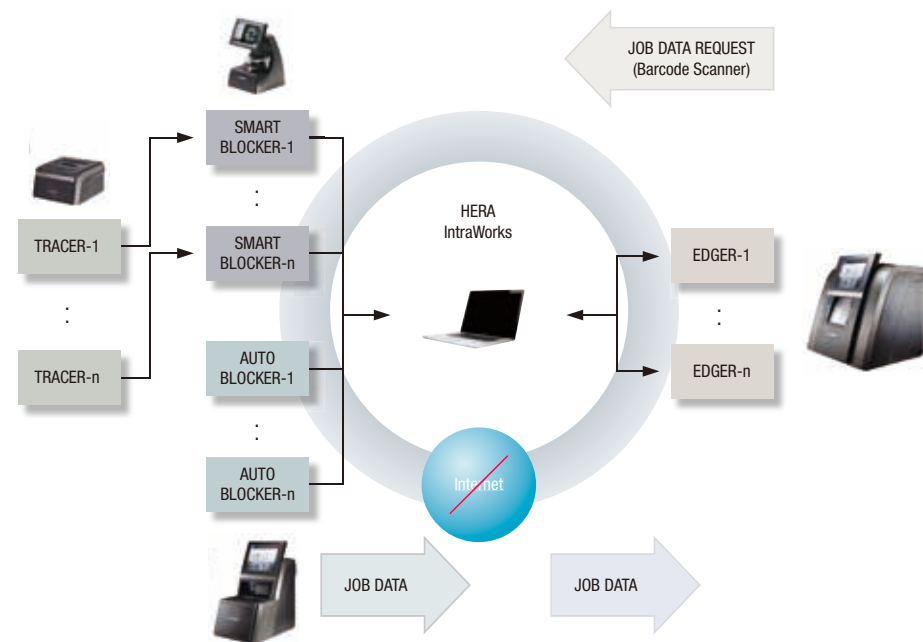 JOB DATA REQUEST
(Barcode Scanner)
SMART
BLOCKER-1
:
HERA
IntraWorks
TRACER-1
SMART
BLOCKER-n
EDGER-1
:
:
TRACER-n
AUTO
BLOCKER-1
EDGER-n
:
AUTO
BLOCKER-n
Internet
JOB DATA
JOB DATA